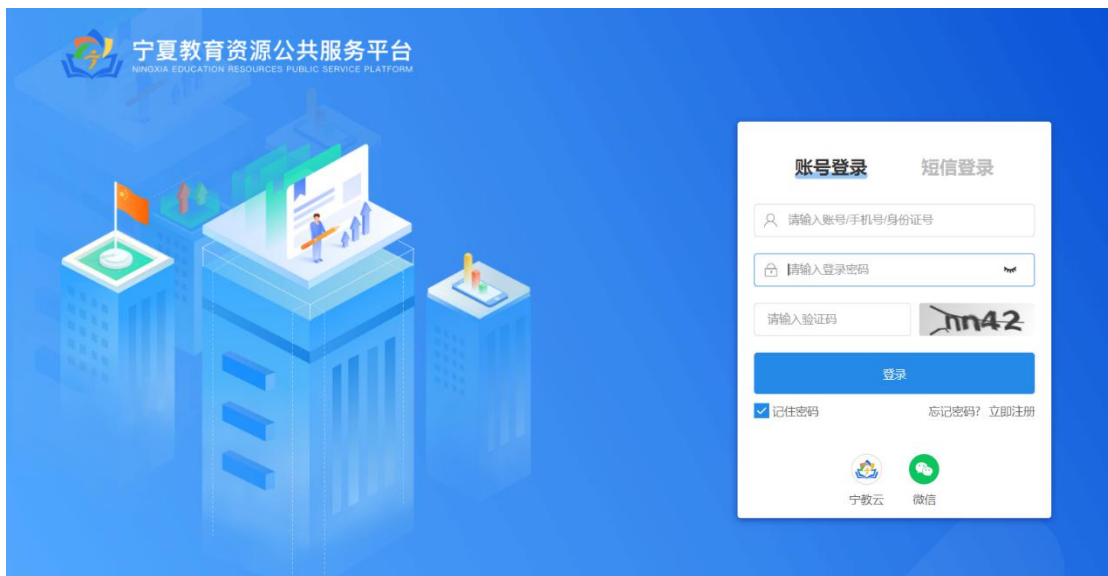 宁夏教育资源公共服务平台
NINGXIA EDUCATION RESOURCES PUBLIC SERVICE PLATFORM
账号登录 短信登录
请输入账号/手机号/身份证号
请输入登录密码
请输入验证码 nn42
登录
记住密码 忘记密码? 立即注册
宁教云 微信